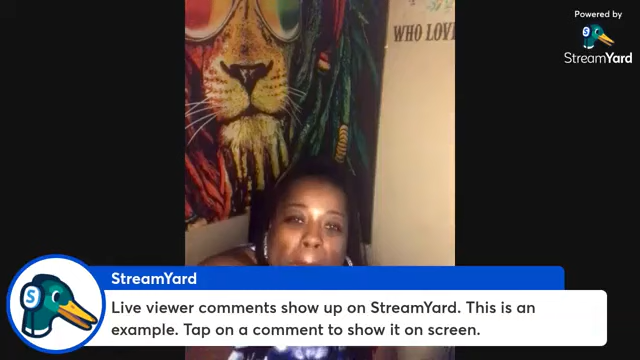 Powered by
StreamYard
WHO LOV
S
StreamYard
Live viewer comments show up on StreamYard. This is an
example. Tap on a comment to show it on screen.